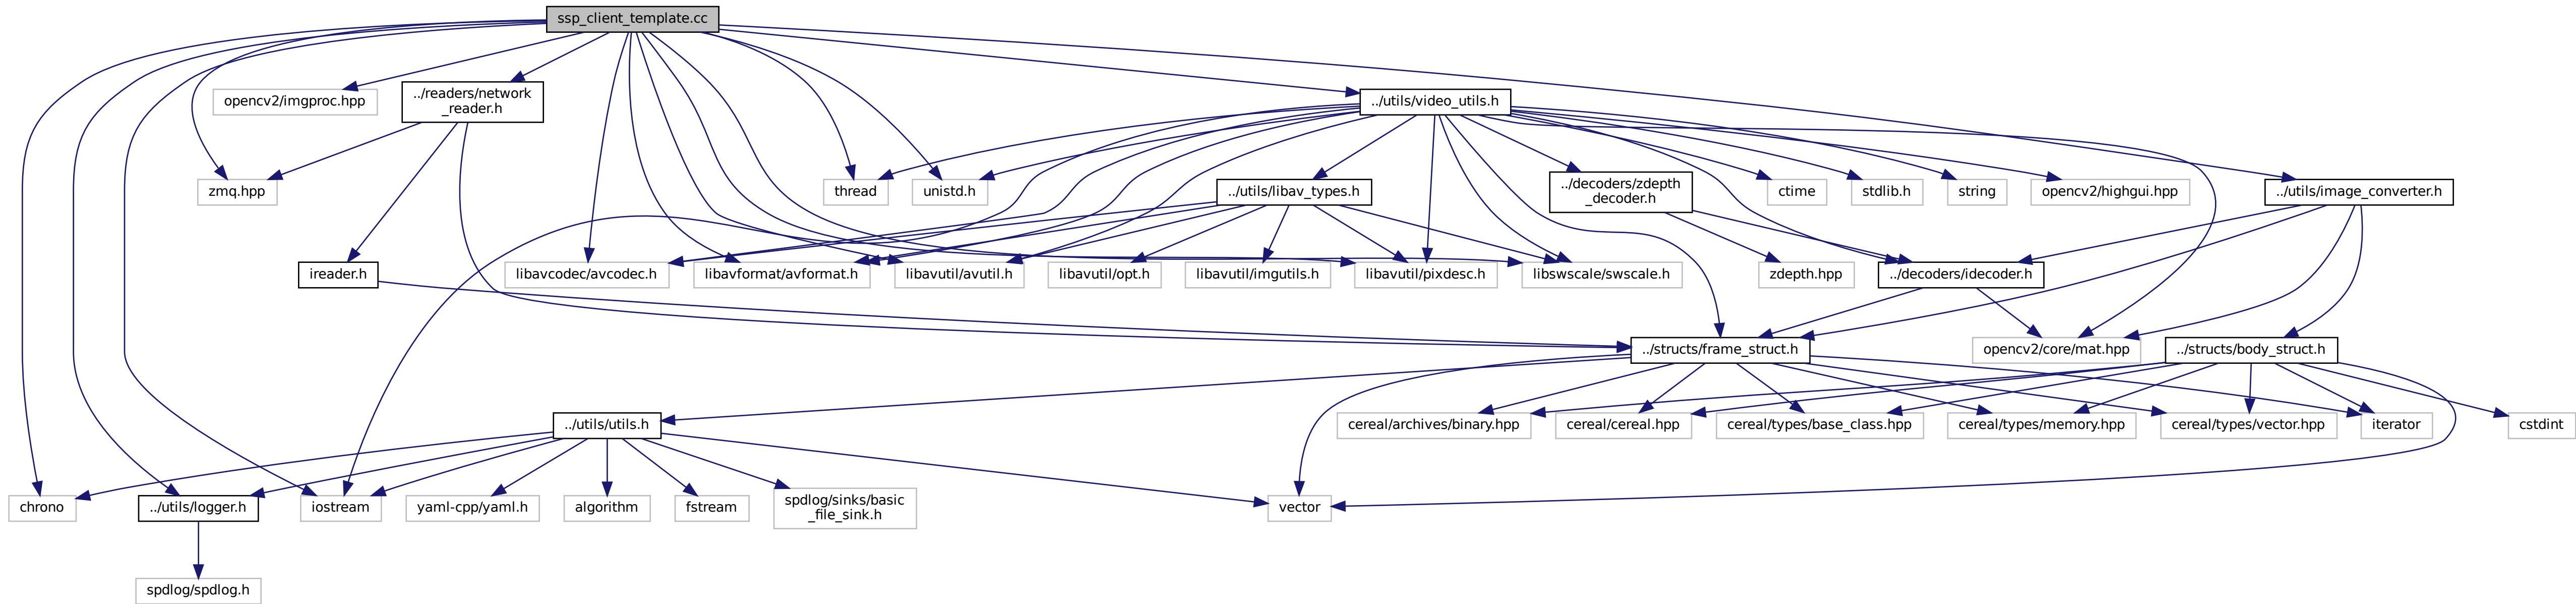 ssp_client_template.cc
opencv2/imgproc.hpp
../readers/network
_reader.h
../utils/video_utils.h
zmq.hpp
thread
unistd.h
../utils/libav_types.h
../decoders/zdepth
_decoder.h
ctime
stdlib.h
string
opencv2/highgui.hpp
../utils/image_converter.h
ireader.h
libavcodec/avcodec.h
libavformat/avformat.h
libavutil/avutil.h
libavutil/opt.h
libavutil/imgutils.h
libavutil/pixdesc.h
libswscale/swscale.h
zdepth.hpp
../decoders/idecoder.h
../structs/frame_struct.h
opencv2/core/mat.hpp
../structs/body_struct.h
../utils/utils.h
cereal/archives/binary.hpp
cereal/cereal.hpp
cereal/types/base_class.hpp
cereal/types/memory.hpp
cereal/types/vector.hpp
iterator
cstdint
chrono
../utils/logger.h
iostream
yaml-cpp/yaml.h
algorithm
fstream
spdlog/sinks/basic
_file_sink.h
vector
spdlog/spdlog.h